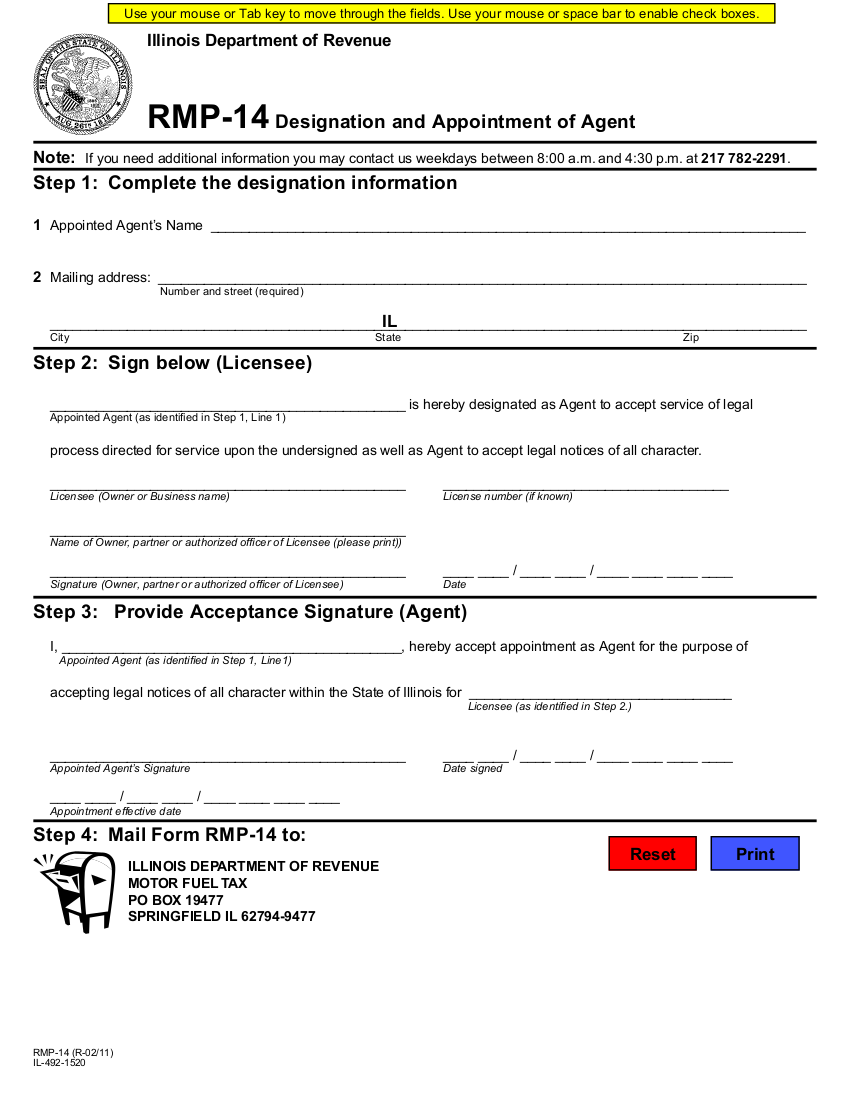 Use your mouse or Tab key to move through the fields. Use your mouse or space bar to enable check boxes.
Illinois Department of Revenue
SEAL OF THE STATE OF ILLINOIS
AUG. 26TH 1818
RMP-14 Designation and Appointment of Agent
Note: If you need additional information you may contact us weekdays between 8:00 a.m. and 4:30 p.m. at 217 782-2291.
Step 1: Complete the designation information
1 Appointed Agent’s Name ___
2 Mailing address: ___
Number and street (required)
IL
City State Zip
Step 2: Sign below (Licensee)
___ is hereby designated as Agent to accept service of legal
Appointed Agent (as identified in Step 1, Line 1)
process directed for service upon the undersigned as well as Agent to accept legal notices of all character.
Licensee (Owner or Business name) License number (if known)
Name of Owner, partner or authorized officer of Licensee (please print))
____ ____ / ____ ____ / ____ ____ ____ ____
Signature (Owner, partner or authorized officer of Licensee) Date
Step 3: Provide Acceptance Signature (Agent)
I, ___, hereby accept appointment as Agent for the purpose of
Appointed Agent (as identified in Step 1, Line1)
accepting legal notices of all character within the State of Illinois for ___
Licensee (as identified in Step 2.)
____ ____ / ____ ____ / ____ ____ ____ ____
Appointed Agent’s Signature Date signed
____ ____ / ____ ____ / ____ ____ ____ ____
Appointment effective date
Step 4: Mail Form RMP-14 to:
Reset Print
ILLINOIS DEPARTMENT OF REVENUE
MOTOR FUEL TAX
PO BOX 19477
SPRINGFIELD IL 62794-9477
RMP-14 (R-02/11)
IL-492-1520